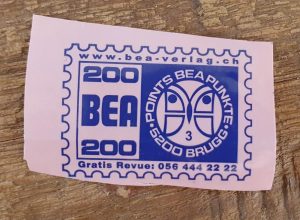 www.bea-verlag.ch
200
BEA
200
POINTS BEA PUNKTE
3
5200 BRUGG
Gratis Revue: 056 444 22 22